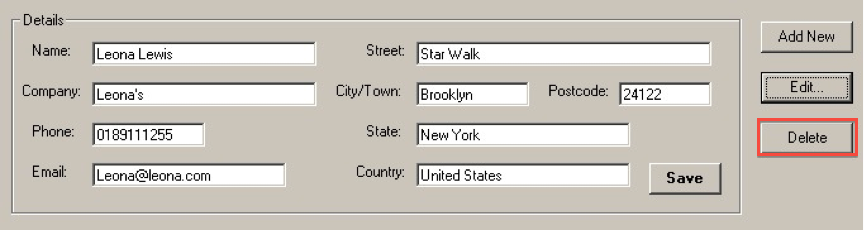 Details
Name: Leona Lewis Street: Star Walk Add New
Company: Leona's City/Town: Brooklyn Postcode: 24122 Edit...
Phone: 0189111255 State: New York Delete
Email: Leona@leona.com Country: United States Save